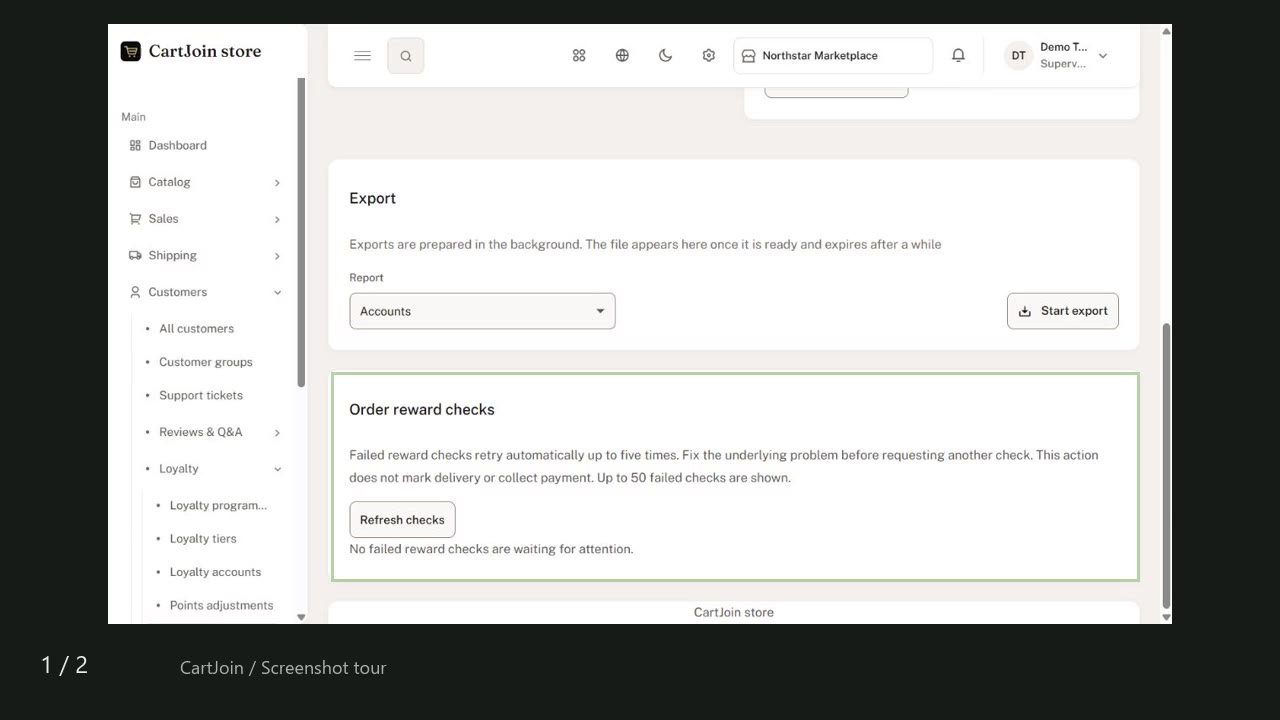 CartJoin store
Northstar Marketplace
DT
Demo T...
Superv...
Main
Dashboard
Catalog
Sales
Shipping
Customers
All customers
Customer groups
Support tickets
Reviews & Q&A
Loyalty
Loyalty program...
Loyalty tiers
Loyalty accounts
Points adjustments
Export
Exports are prepared in the background. The file appears here once it is ready and expires after a while
Report
Accounts
Start export
Order reward checks
Failed reward checks retry automatically up to five times. Fix the underlying problem before requesting another check. This action
does not mark delivery or collect payment. Up to 50 failed checks are shown.
Refresh checks
No failed reward checks are waiting for attention.
CartJoin store
1 / 2
CartJoin / Screenshot tour